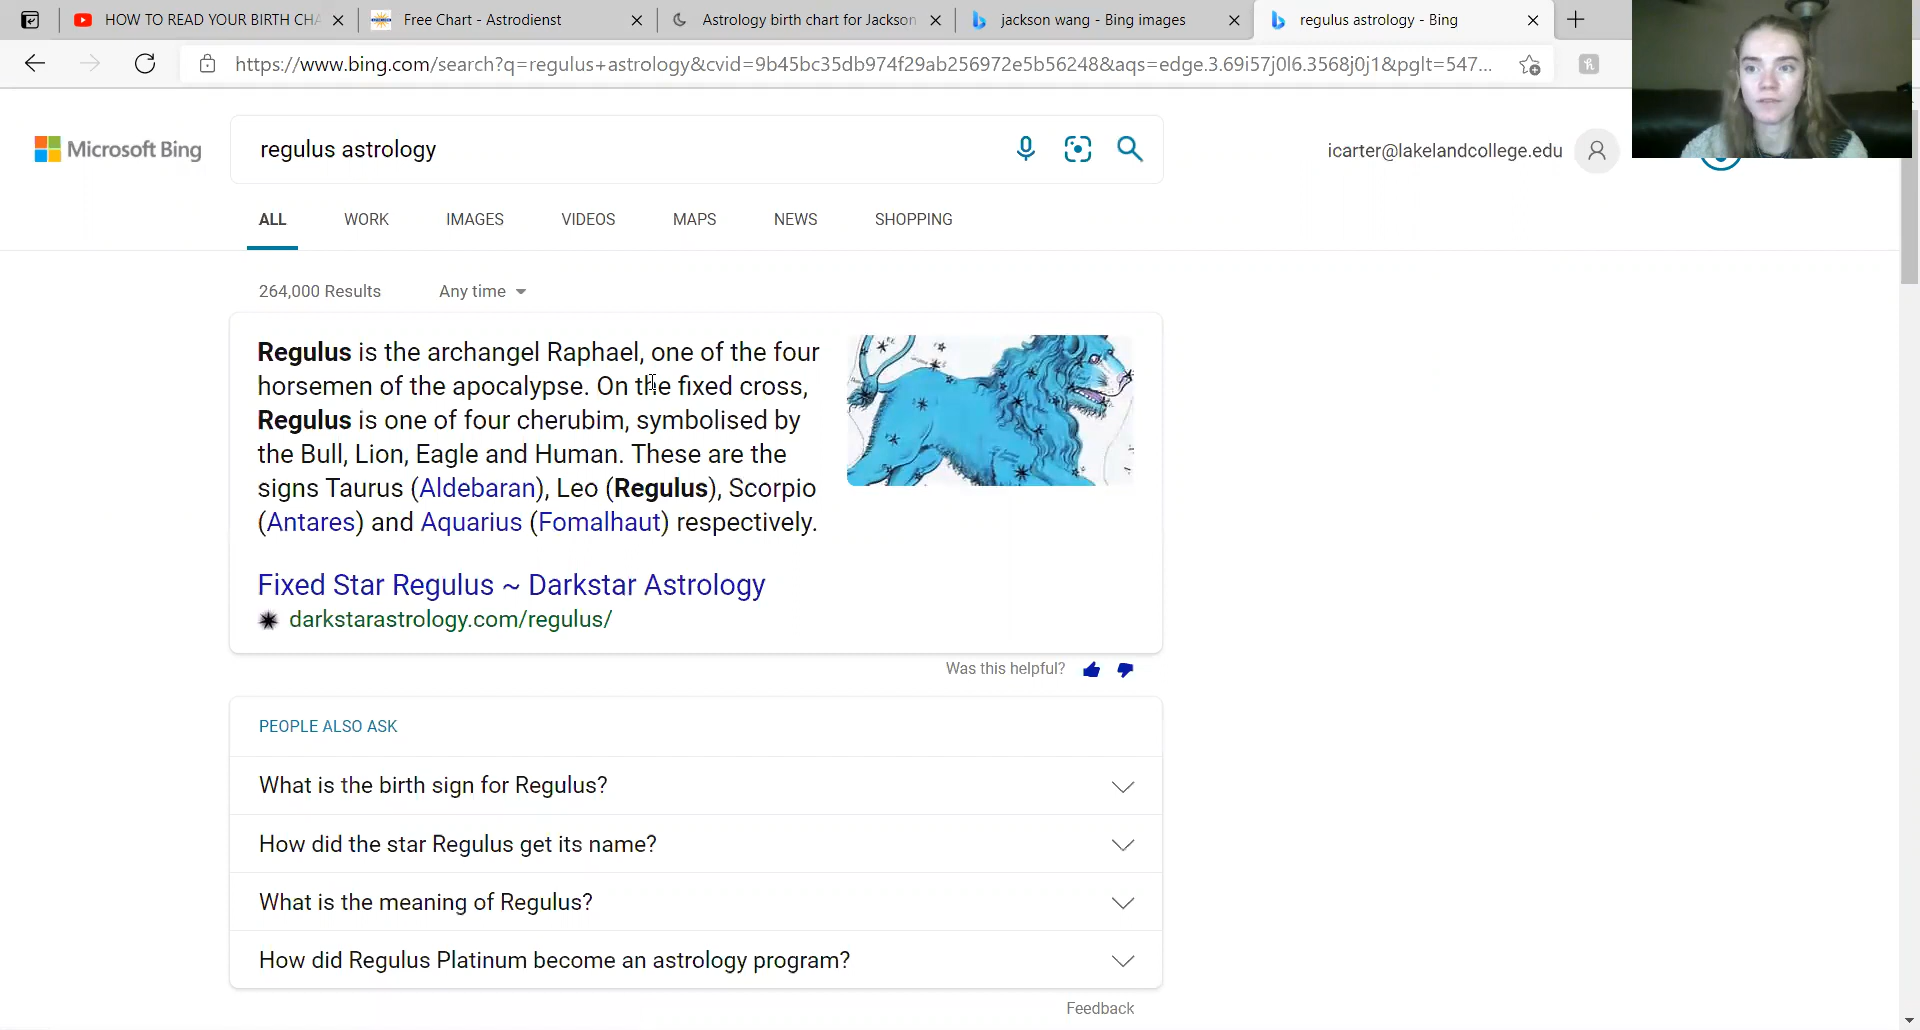 HOW TO READ YOUR BIRTH CHA
Free Chart - Astrodienst
Astrology birth chart for Jackson
jackson wang - Bing images
regulus astrology - Bing
https://www.bing.com/search?q=regulus+astrology&cvid=9b45bc35db974f29ab256972e5b56248&aqs=edge.3.69i57j0l6.3568j0j1&pglt=547...
Microsoft Bing
regulus astrology
icarter@lakelandcollege.edu
ALL WORK IMAGES VIDEOS MAPS NEWS SHOPPING
264,000 Results Any time
Regulus is the archangel Raphael, one of the four
horsemen of the apocalypse. On the fixed cross,
Regulus is one of four cherubim, symbolised by
the Bull, Lion, Eagle and Human. These are the
signs Taurus (Aldebaran), Leo (Regulus), Scorpio
(Antares) and Aquarius (Fomalhaut) respectively.
Fixed Star Regulus ~ Darkstar Astrology
darkstarastrology.com/regulus/
Was this helpful?
PEOPLE ALSO ASK
What is the birth sign for Regulus?
How did the star Regulus get its name?
What is the meaning of Regulus?
How did Regulus Platinum become an astrology program?
Feedback